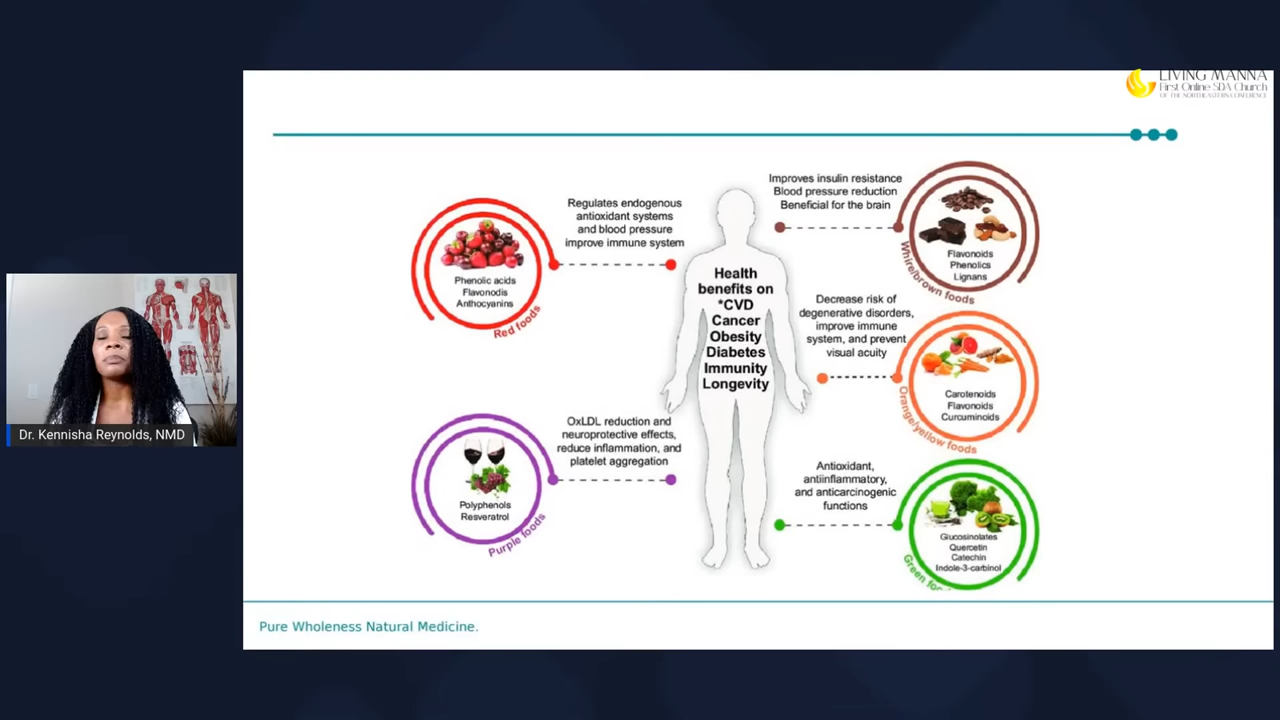 LIVING MANNA
First Online SDA Church
OF THE NORTHEASTERN CONFERENCE
Improves insulin resistance
Blood pressure reduction
Beneficial for the brain
Regulates endogenous
antioxidant systems
and blood pressure
improve immune system
Flavonoids
Phenolics
Lignans
Whire/brown foods
Phenolic acids
Flavonodis
Anthocyanins
Red foods
Health
benefits on
*CVD
Cancer
Obesity
Diabetes
Immunity
Longevity
Decrease risk of
degenerative disorders,
improve immune
system, and prevent
visual acuity
Carotenoids
Flavonoids
Curcuminoids
Orange/yellow foods
OxLDL reduction and
neuroprotective effects,
reduce inflammation, and
platelet aggregation
Polyphenols
Resveratrol
Purple foods
Antioxidant,
antiinflammatory,
and anticarcinogenic
functions
Glucosinolates
Quercetin
Catechin
Indole-3-carbinol
Green
Dr. Kennisha Reynolds, NMD
Pure Wholeness Natural Medicine.